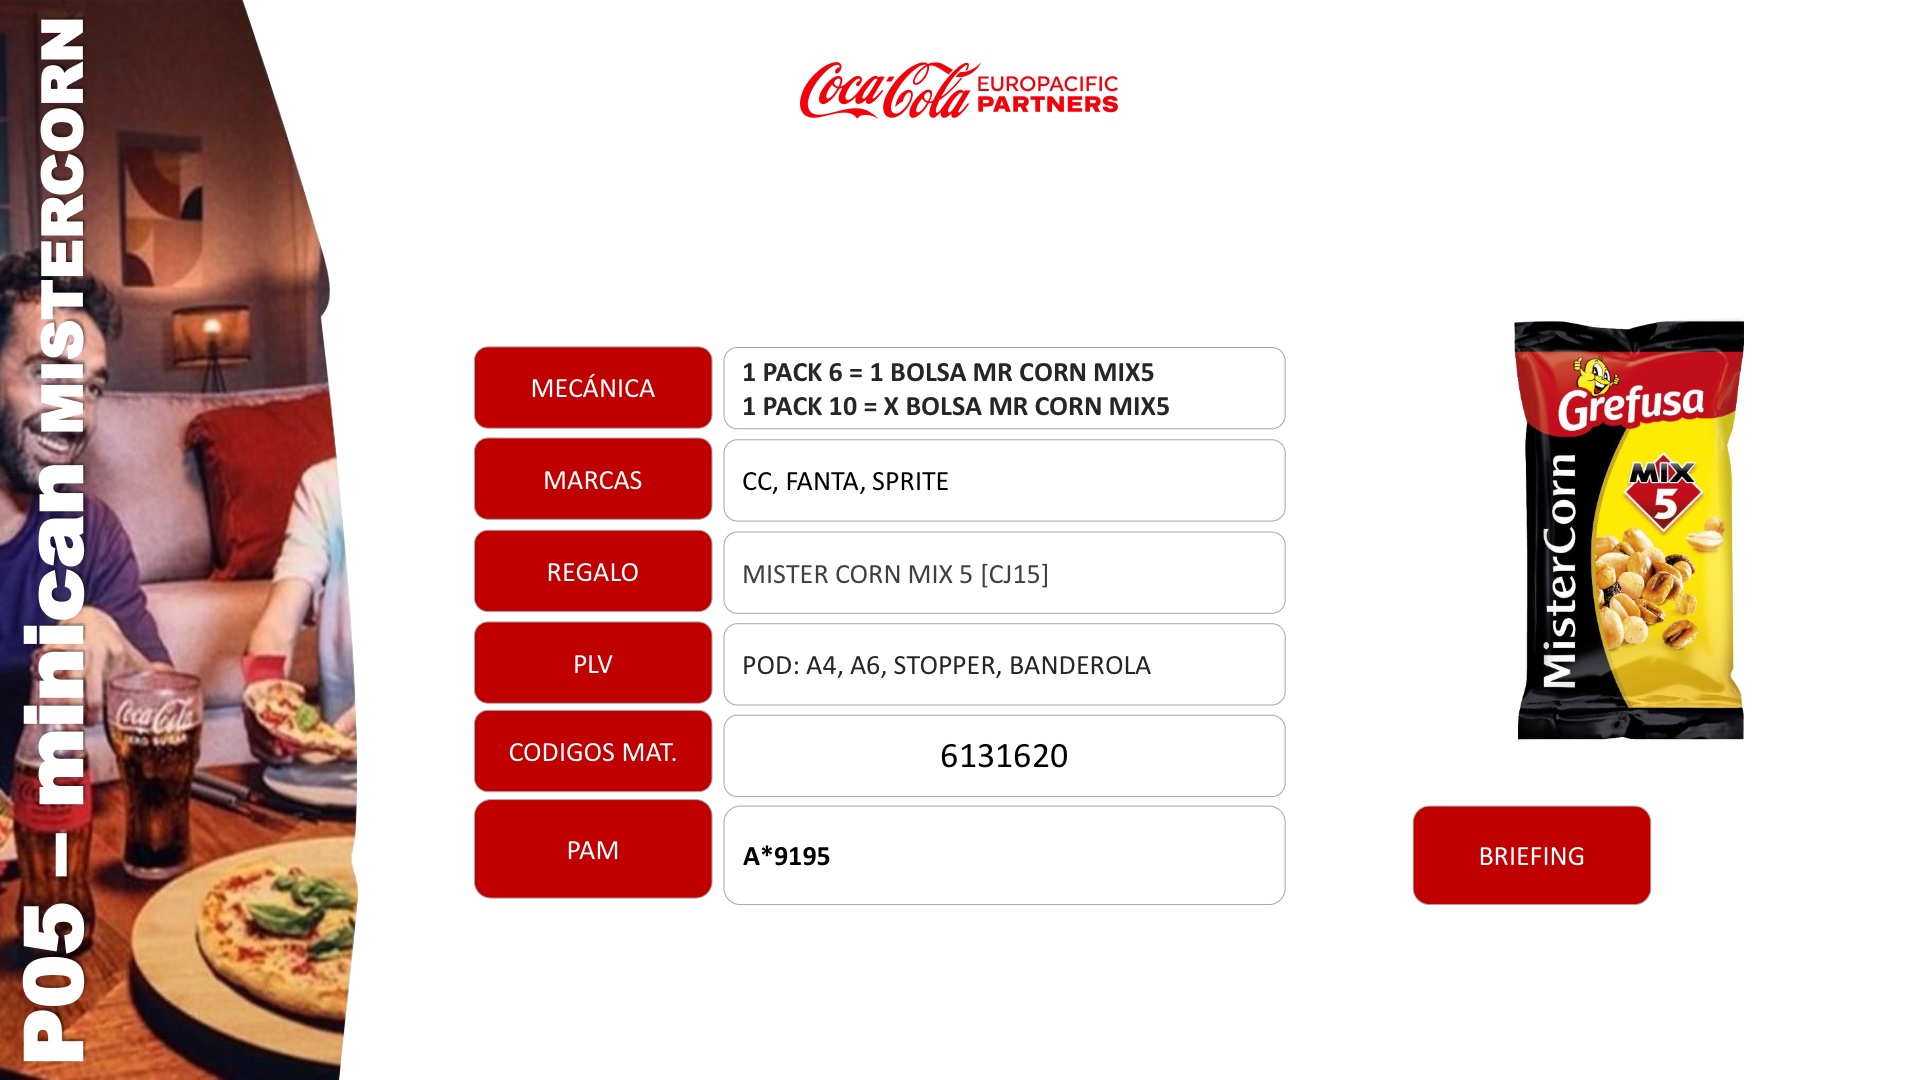 P05 – minican MISTERCORN
Coca-Cola EUROPACIFIC
PARTNERS
MECÁNICA
1 PACK 6 = 1 BOLSA MR CORN MIX5
1 PACK 10 = X BOLSA MR CORN MIX5
MARCAS
CC, FANTA, SPRITE
REGALO
MISTER CORN MIX 5 [CJ15]
PLV
POD: A4, A6, STOPPER, BANDEROLA
CODIGOS MAT.
6131620
PAM
A*9195
Grefusa
MIX
5
MisterCorn
BRIEFING
Coca-Cola
ZERO SUGAR